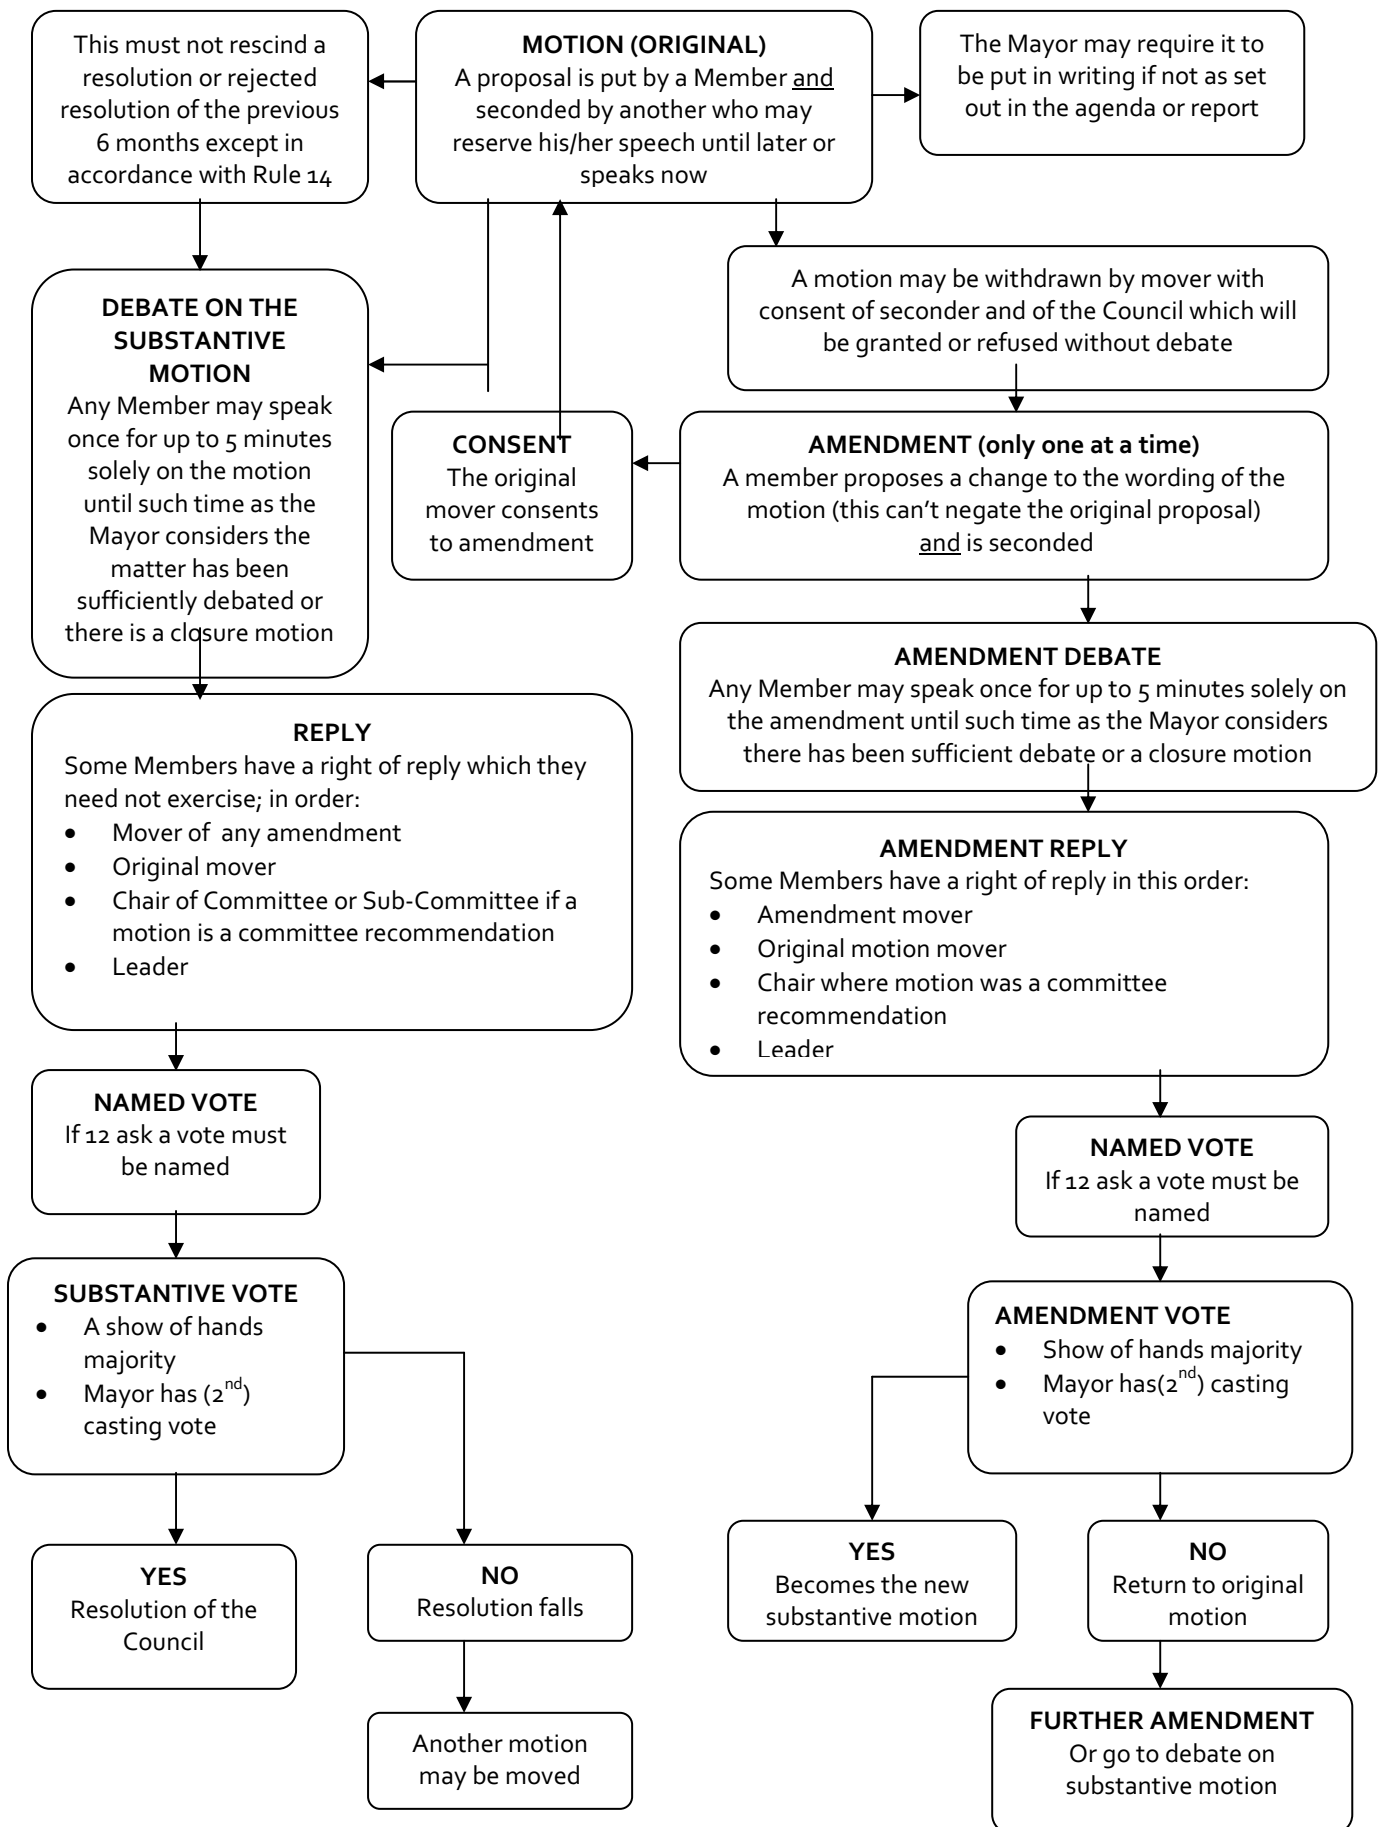 This must not rescind a
resolution or rejected
resolution of the previous
6 months except in
accordance with Rule 14
MOTION (ORIGINAL)
A proposal is put by a Member and
seconded by another who may
reserve his/her speech until later or
speaks now
The Mayor may require it to
be put in writing if not as set
out in the agenda or report
A motion may be withdrawn by mover with
consent of seconder and of the Council which will
be granted or refused without debate
DEBATE ON THE
SUBSTANTIVE
MOTION
Any Member may speak
once for up to 5 minutes
solely on the motion
until such time as the
Mayor considers the
matter has been
sufficiently debated or
there is a closure motion
CONSENT
The original
mover consents
to amendment
AMENDMENT (only one at a time)
A member proposes a change to the wording of the
motion (this can't negate the original proposal)
and is seconded
AMENDMENT DEBATE
Any Member may speak once for up to 5 minutes solely on
the amendment until such time as the Mayor considers
there has been sufficient debate or a closure motion
REPLY
Some Members have a right of reply which they
need not exercise; in order:
• Mover of any amendment
• Original mover
• Chair of Committee or Sub-Committee if a
motion is a committee recommendation
• Leader
AMENDMENT REPLY
Some Members have a right of reply in this order:
• Amendment mover
• Original motion mover
• Chair where motion was a committee
recommendation
• Leader
NAMED VOTE
If 12 ask a vote must
be named
NAMED VOTE
If 12 ask a vote must be
named
SUBSTANTIVE VOTE
• A show of hands
majority
• Mayor has (2nd)
casting vote
AMENDMENT VOTE
• Show of hands majority
• Mayor has(2nd) casting
vote
YES
Resolution of the
Council
NO
Resolution falls
YES
Becomes the new
substantive motion
NO
Return to original
motion
Another motion
may be moved
FURTHER AMENDMENT
Or go to debate on
substantive motion